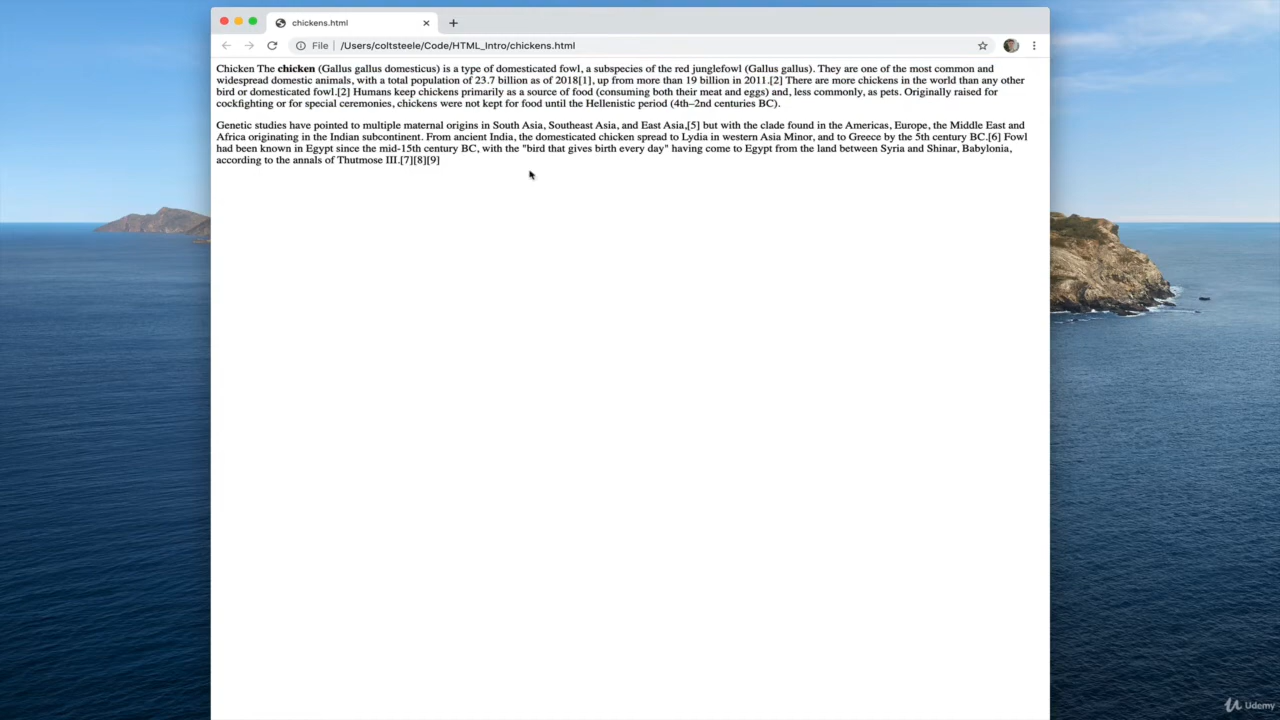 chickens.html
File /Users/coltsteele/Code/HTML_Intro/chickens.html
Chicken The chicken (Gallus gallus domesticus) is a type of domesticated fowl, a subspecies of the red junglefowl (Gallus gallus). They are one of the most common and
widespread domestic animals, with a total population of 23.7 billion as of 2018[1], up from more than 19 billion in 2011.[2] There are more chickens in the world than any other
bird or domesticated fowl.[2] Humans keep chickens primarily as a source of food (consuming both their meat and eggs) and, less commonly, as pets. Originally raised for
cockfighting or for special ceremonies, chickens were not kept for food until the Hellenistic period (4th–2nd centuries BC).
Genetic studies have pointed to multiple maternal origins in South Asia, Southeast Asia, and East Asia,[5] but with the clade found in the Americas, Europe, the Middle East and
Africa originating in the Indian subcontinent. From ancient India, the domesticated chicken spread to Lydia in western Asia Minor, and to Greece by the 5th century BC.[6] Fowl
had been known in Egypt since the mid-15th century BC, with the "bird that gives birth every day" having come to Egypt from the land between Syria and Shinar, Babylonia,
according to the annals of Thutmose III.[7][8][9]
Udemy